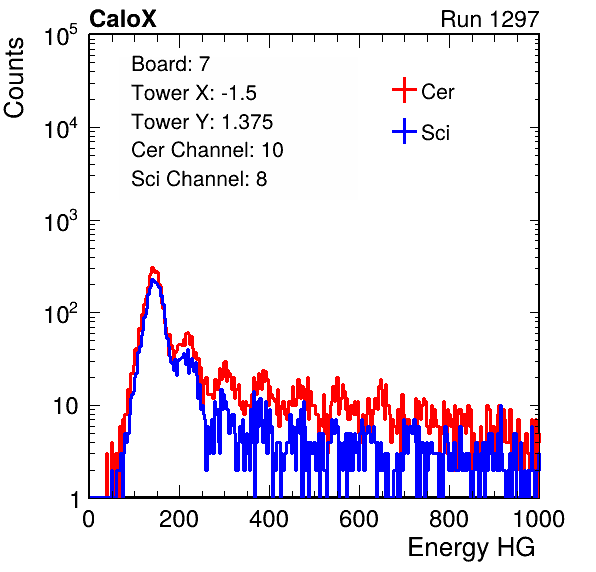 CaloX Run 1297
Counts
10^5
10^4
10^3
10^2
10
1
Board: 7
Tower X: -1.5
Tower Y: 1.375
Cer Channel: 10
Sci Channel: 8
Cer
Sci
0 200 400 600 800 1000
Energy HG